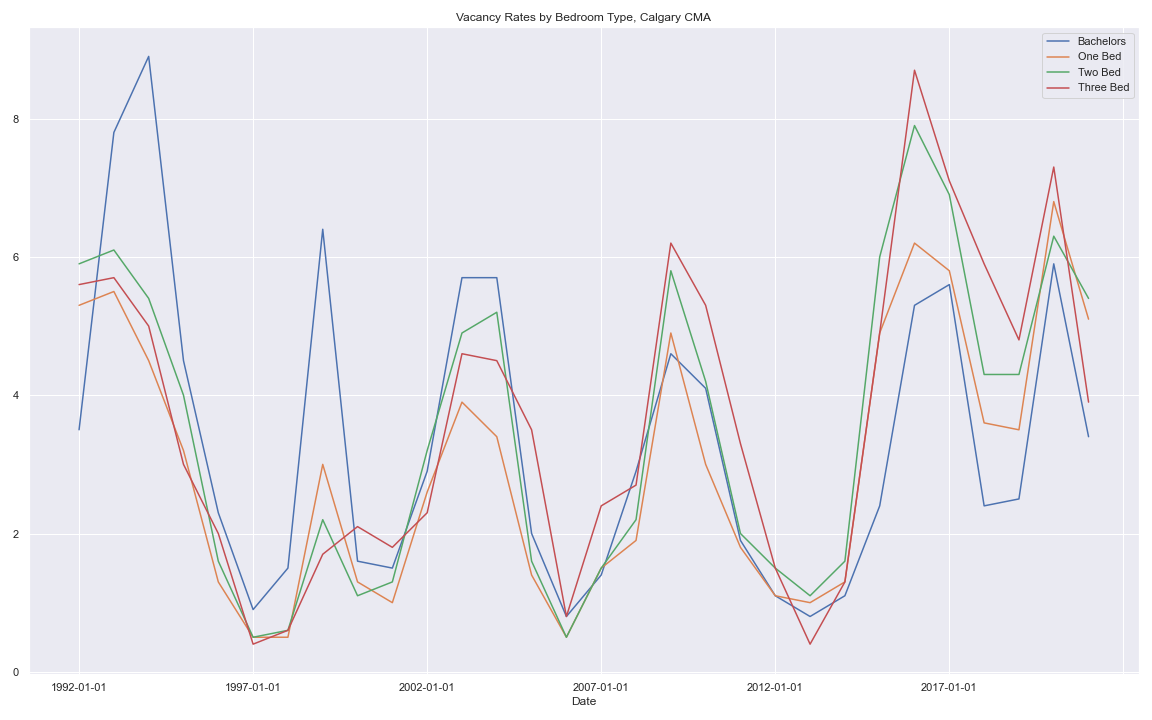 Vacancy Rates by Bedroom Type, Calgary CMA
Bachelors
One Bed
Two Bed
Three Bed
8
6
4
2
0
1992-01-01 1997-01-01 2002-01-01 2007-01-01 2012-01-01 2017-01-01
Date